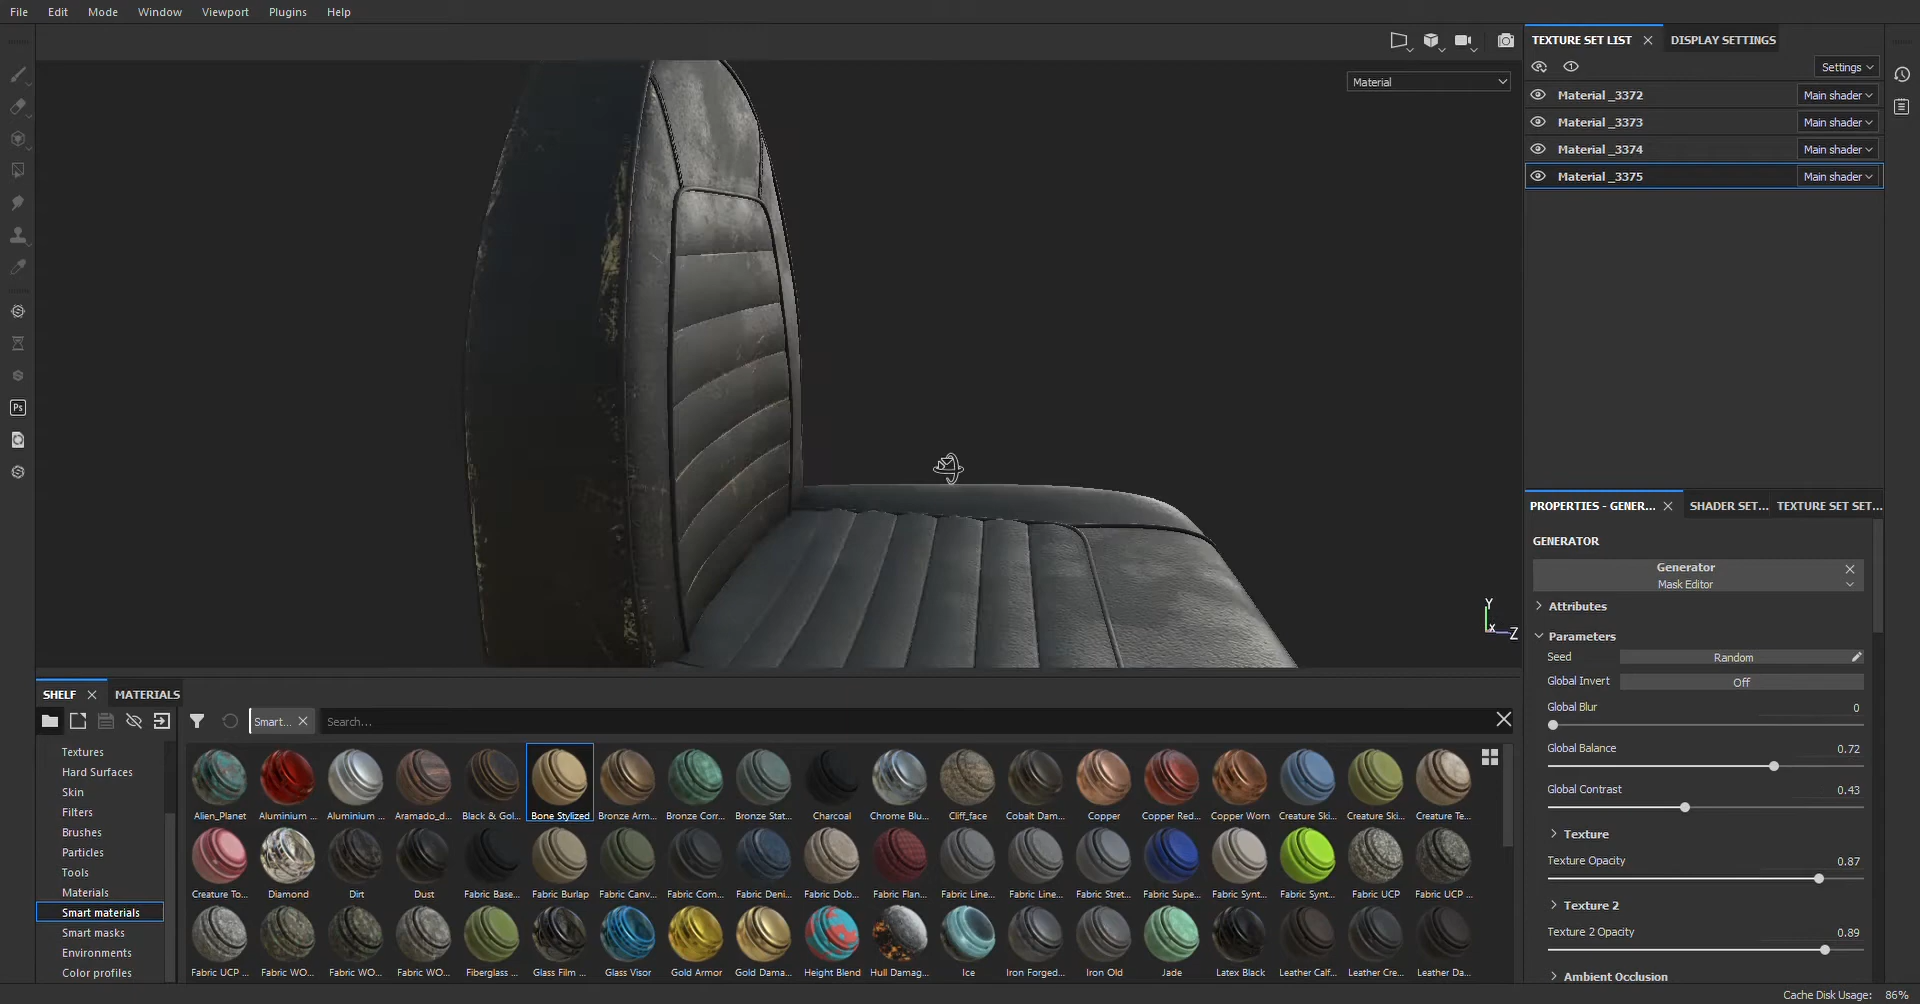 File Edit Mode Window Viewport Plugins Help
TEXTURE SET LIST DISPLAY SETTINGS
Settings
Material
Material _3372 Main shader
Material _3373 Main shader
Material _3374 Main shader
Material _3375 Main shader
Ps
Y
X
Z
PROPERTIES - GENER... SHADER SET... TEXTURE SET SET...
GENERATOR
Generator
Mask Editor
Attributes
Parameters
Seed Random
Global Invert Off
Global Blur 0
Global Balance 0.72
Global Contrast 0.43
Texture
Texture Opacity 0.87
Texture 2
Texture 2 Opacity 0.89
Ambient Occlusion
SHELF MATERIALS
Smart... Search...
Textures
Hard Surfaces
Skin
Filters
Brushes
Particles
Tools
Materials
Smart materials
Smart masks
Environments
Color profiles
Alien_Planet Aluminium ... Aluminium ... Aramado_d... Black & Gol... Bone Stylized Bronze Arm... Bronze Corr... Bronze Stat... Charcoal Chrome Blu... Cliff_face Cobalt Dam... Copper Copper Red... Copper Worn Creature Ski... Creature Ski... Creature Te...
Creature To... Diamond Dirt Dust Fabric Base... Fabric Burlap Fabric Canv... Fabric Com... Fabric Deni... Fabric Dob... Fabric Flan... Fabric Line... Fabric Line... Fabric Stret... Fabric Supe... Fabric Synt... Fabric Synt... Fabric UCP Fabric UCP ...
Fabric UCP ... Fabric WO... Fabric WO... Fabric WO... Fiberglass ... Glass Film ... Glass Visor Gold Armor Gold Dama... Height Blend Hull Damag... Ice Iron Forged... Iron Old Jade Latex Black Leather Calf... Leather Cre... Leather Da...
Cache Disk Usage: 86%